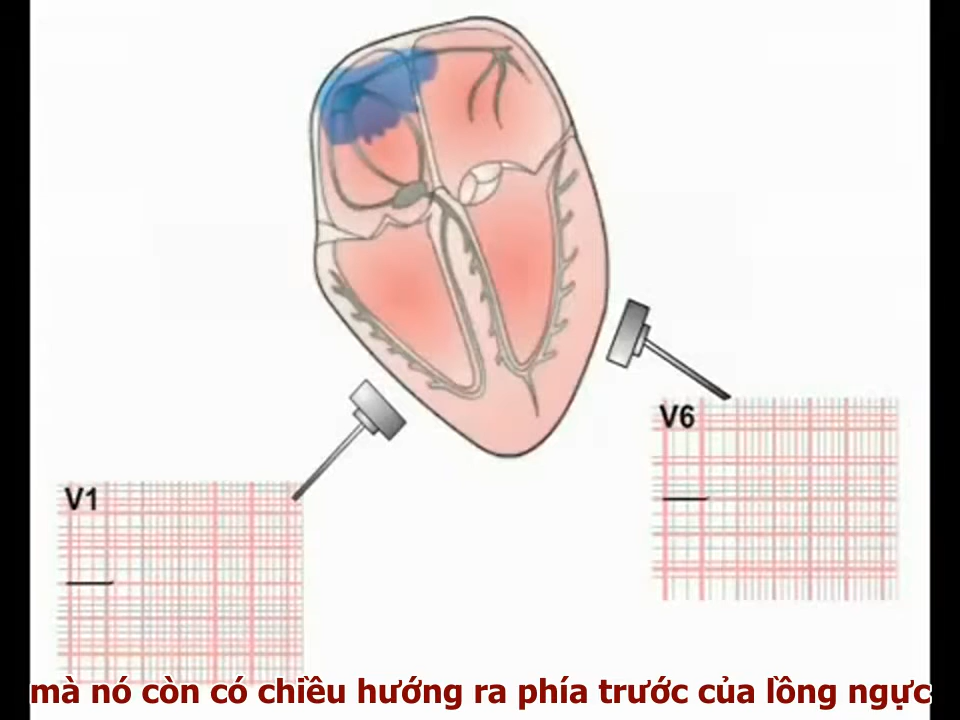 V6
V1
mà nó còn có chiều hướng ra phía trước của lồng ngực